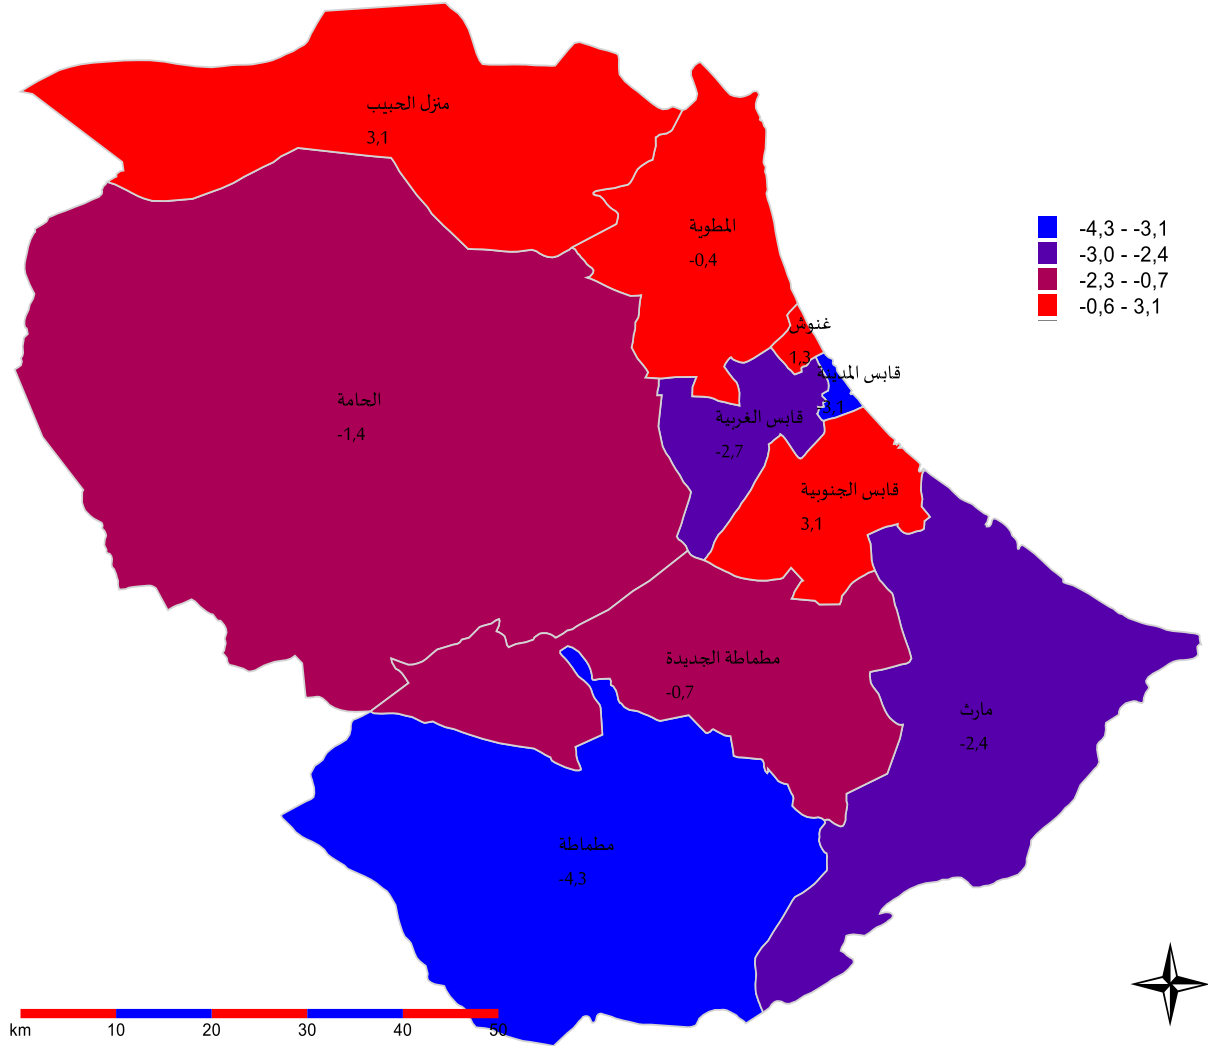 منزل الحبيب
3,1
المطوية
-0,4
-4,3 - -3,1
-3,0 - -2,4
-2,3 - -0,7
-0,6 - 3,1
غنوش
1,3
قابس المدينة
-3,1
الحامة
-1,4
قابس الغربية
-2,7
قابس الجنوبية
3,1
مطماطة الجديدة
-0,7
مارث
-2,4
مطماطة
-4,3
km 10 20 30 40 50